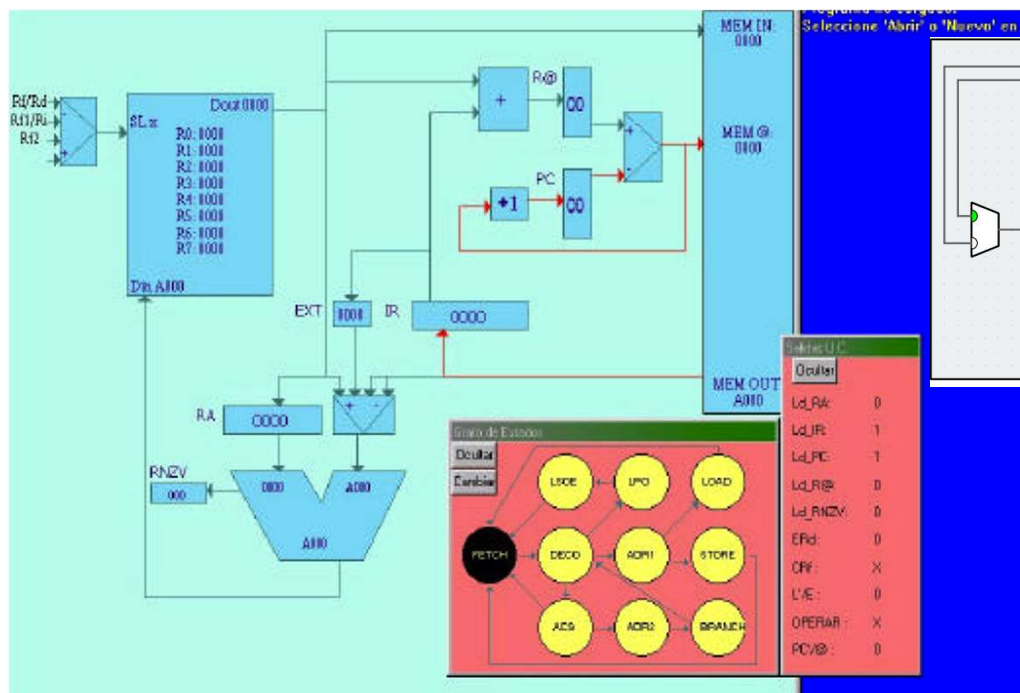 Programa no cargado.
Seleccione 'Abrir' o 'Nuevo' en
MEM IN:
0000
Rf/Rd
Rf1/Ri
Rf2
Dout 0000
SL x
R0: 0000
R1: 0000
R2: 0000
R3: 0000
R4: 0000
R5: 0000
R6: 0000
R7: 0000
Din A000
+
R@
00
+
-
MEM @:
0000
+1
PC
00
EXT
0000
IR
0000
MEM OUT
A000
RA
0000
+
-
RNZV
000
0000
A000
A000
Grafo de Estados
Ocultar
Cambiar
LSOE
LPO
LOAD
FETCH
DECO
ADR1
STORE
ADR2
BRANCH
Salidas U.C.
Ocultar
Ld_RA: 0
Ld_IR: 1
Ld_PC: 1
Ld_R@: 0
Ld_RNZV: 0
ERd: 0
CRf : X
L'/E : 0
OPERAR : X
PC'/@ : 0